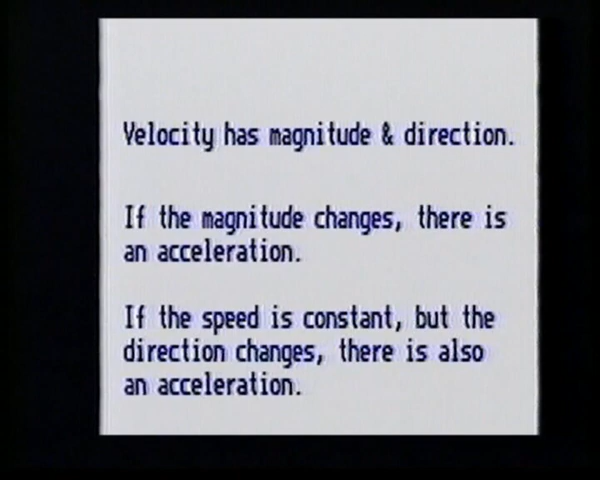 Velocity has magnitude & direction.
If the magnitude changes, there is
an acceleration.
If the speed is constant, but the
direction changes, there is also
an acceleration.